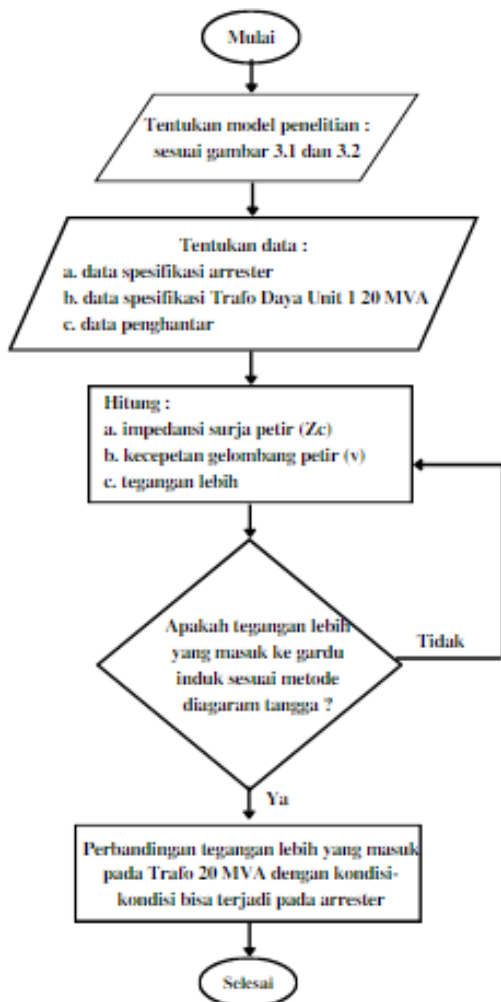 Mulai
Tentukan model penelitian :
sesuai gambar 3.1 dan 3.2
Tentukan data :
a. data spesifikasi arrester
b. data spesifikasi Trafo Daya Unit 1 20 MVA
c. data penghantar
Hitung :
a. impedansi surja petir (Zc)
b. kecepetan gelombang petir (v)
c. tegangan lebih
Apakah tegangan lebih
yang masuk ke gardu
induk sesuai metode
diagaram tangga ?
Tidak
Ya
Perbandingan tegangan lebih yang masuk
pada Trafo 20 MVA dengan kondisi-
kondisi bisa terjadi pada arrester
Selesai